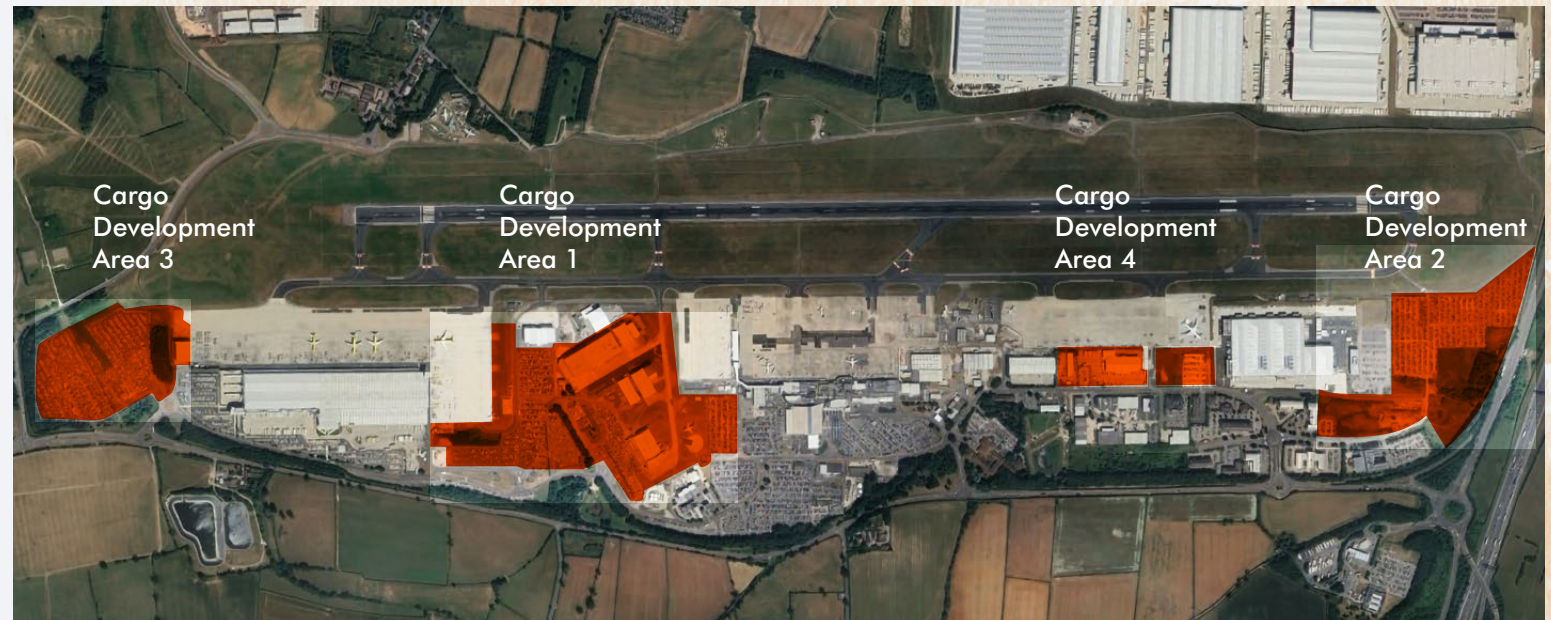 Cargo
Development
Area 3
Cargo
Development
Area 1
Cargo
Development
Area 4
Cargo
Development
Area 2